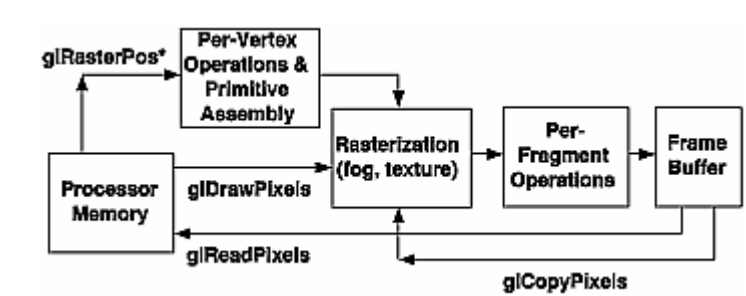 glRasterPos*
Per-Vertex
Operations &
Primitive
Assembly
Rasterization
(fog, texture)
Per-
Fragment
Operations
Frame
Buffer
Processor
Memory
glDrawPixels
glReadPixels
glCopyPixels